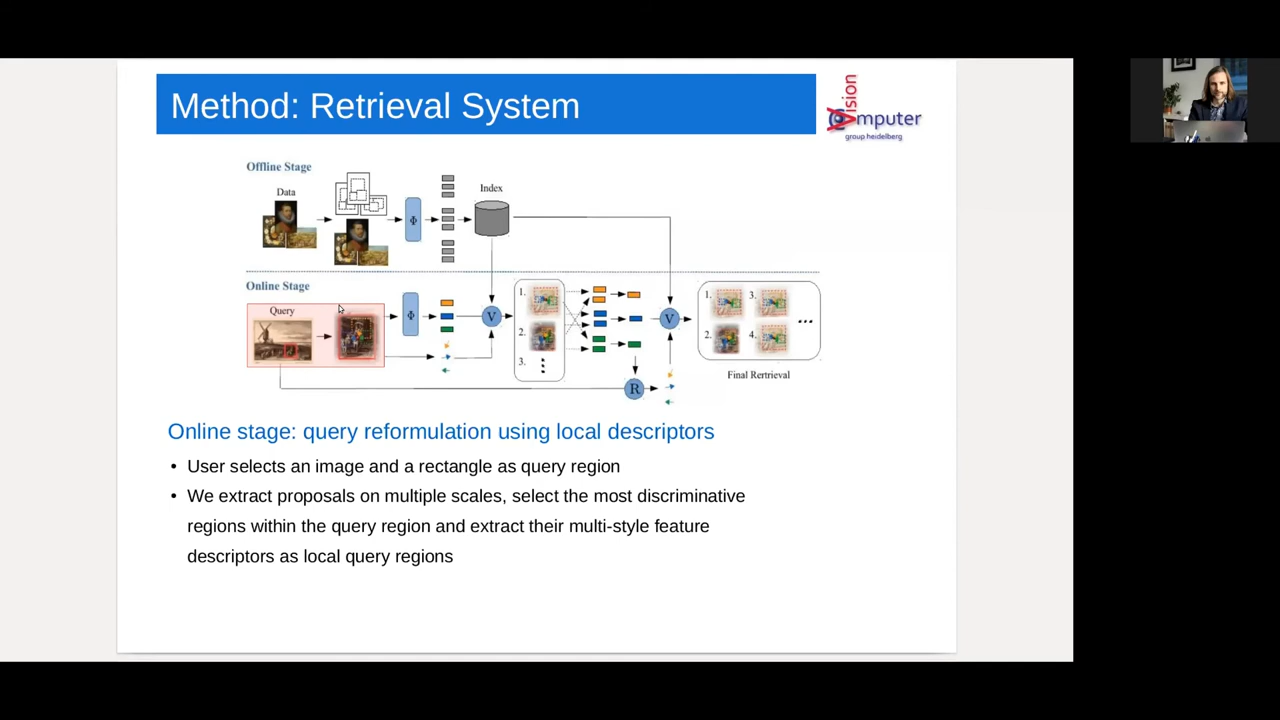 Method: Retrieval System
Computer Vision
group heidelberg
Offline Stage
Data
Φ
Index
Online Stage
Query
Φ
V
1.
2.
3.
R
V
1.
3.
2.
4.
...
Final Rertrieval
Online stage: query reformulation using local descriptors
• User selects an image and a rectangle as query region
• We extract proposals on multiple scales, select the most discriminative
regions within the query region and extract their multi-style feature
descriptors as local query regions